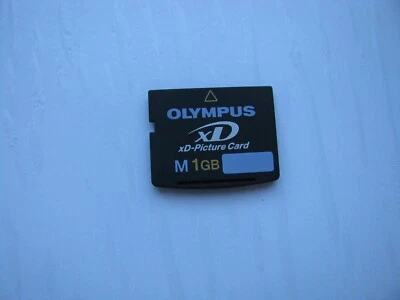 OLYMPUS
xD
xD-Picture Card
M 1GB